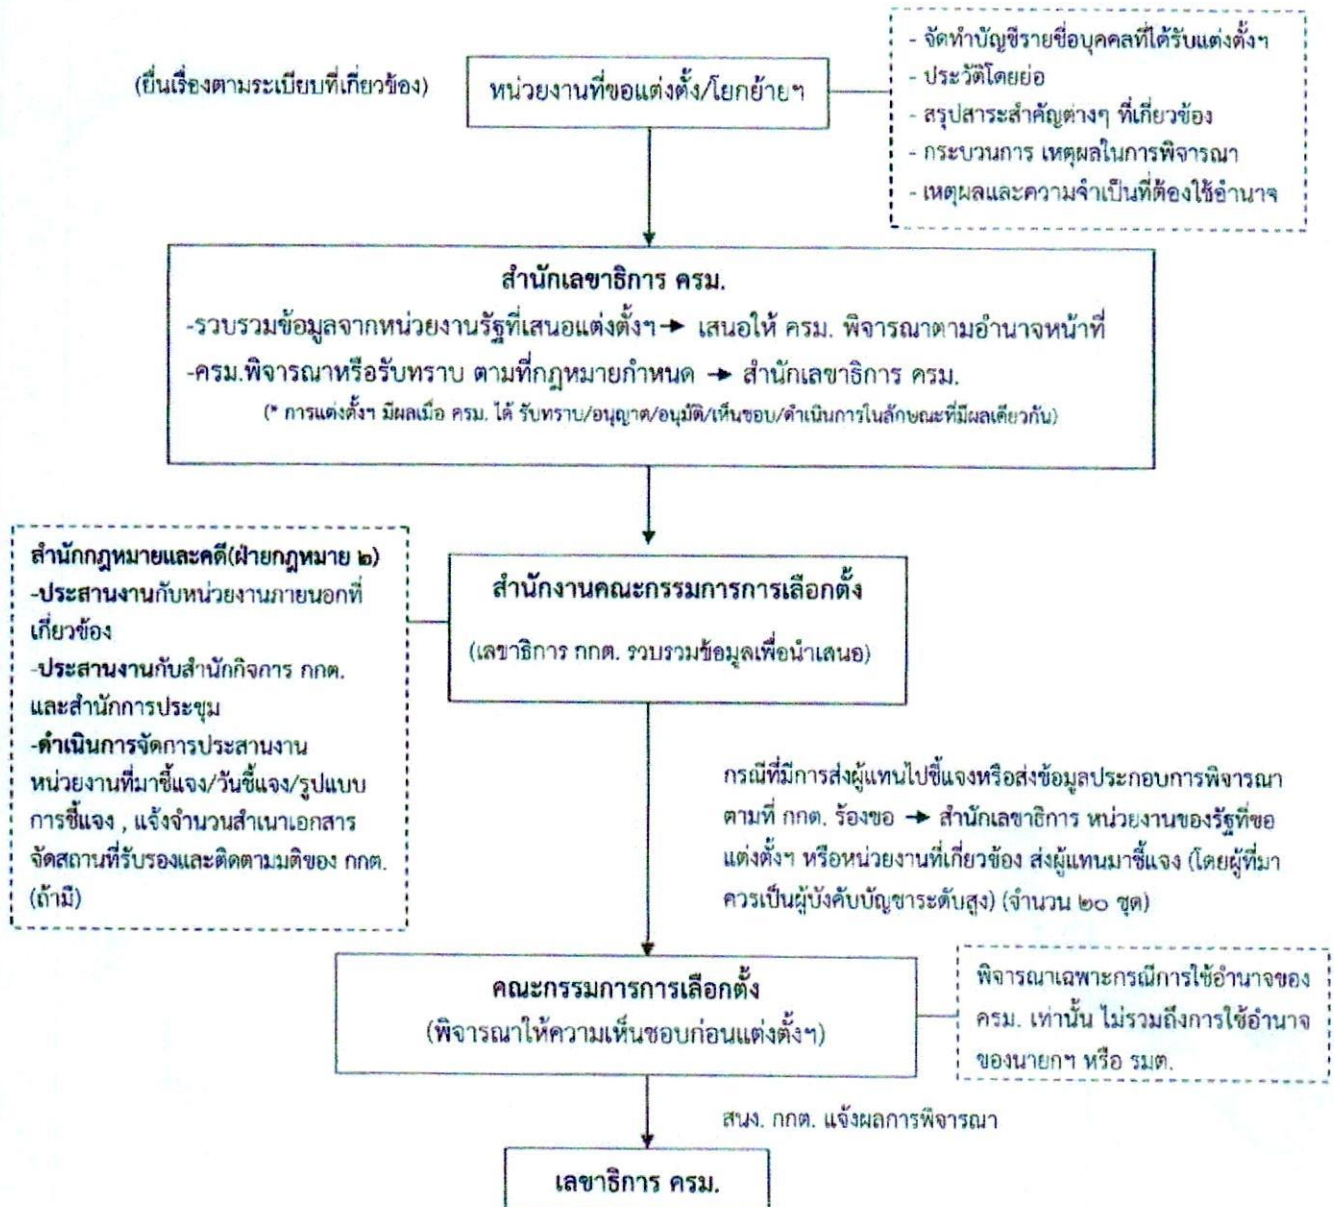 (ยื่นเรื่องตามระเบียบที่เกี่ยวข้อง)
หน่วยงานที่ขอแต่งตั้ง/โยกย้ายฯ
- จัดทำบัญชีรายชื่อบุคคลที่ได้รับแต่งตั้งฯ
- ประวัติโดยย่อ
- สรุปสาระสำคัญต่างๆ ที่เกี่ยวข้อง
- กระบวนการ เหตุผลในการพิจารณา
- เหตุผลและความจำเป็นที่ต้องใช้อำนาจ
สำนักเลขาธิการ ครม.
-รวบรวมข้อมูลจากหน่วยงานรัฐที่เสนอแต่งตั้งฯ→ เสนอให้ ครม. พิจารณาตามอำนาจหน้าที่
-ครม.พิจารณาหรือรับทราบ ตามที่กฎหมายกำหนด → สำนักเลขาธิการ ครม.
(* การแต่งตั้งฯ มีผลเมื่อ ครม. ได้ รับทราบ/อนุญาต/อนุมัติ/เห็นชอบ/ดำเนินการในลักษณะที่มีผลเดียวกัน)
สำนักกฎหมายและคดี(ฝ่ายกฎหมาย ๒)
-ประสานงานกับหน่วยงานภายนอกที่
เกี่ยวข้อง
-ประสานงานกับสำนักกิจการ กกต.
และสำนักการประชุม
-ดำเนินการจัดการประสานงาน
หน่วยงานที่มาชี้แจง/วันชี้แจง/รูปแบบ
การชี้แจง , แจ้งจำนวนสำเนาเอกสาร
จัดสถานที่รับรองและติดตามมติของ กกต.
(ถ้ามี)
สำนักงานคณะกรรมการการเลือกตั้ง
(เลขาธิการ กกต. รวบรวมข้อมูลเพื่อนำเสนอ)
กรณีที่มีการส่งผู้แทนไปชี้แจงหรือส่งข้อมูลประกอบการพิจารณา
ตามที่ กกต. ร้องขอ → สำนักเลขาธิการ หน่วยงานของรัฐที่ขอ
แต่งตั้งฯ หรือหน่วยงานที่เกี่ยวข้อง ส่งผู้แทนมาชี้แจง (โดยผู้ที่มา
ควรเป็นผู้บังคับบัญชาระดับสูง) (จำนวน ๒๐ ชุด)
คณะกรรมการการเลือกตั้ง
(พิจารณาให้ความเห็นชอบก่อนแต่งตั้งฯ)
พิจารณาเฉพาะกรณีการใช้อำนาจของ
ครม. เท่านั้น ไม่รวมถึงการใช้อำนาจ
ของนายกฯ หรือ รมต.
สนง. กกต. แจ้งผลการพิจารณา
เลขาธิการ ครม.